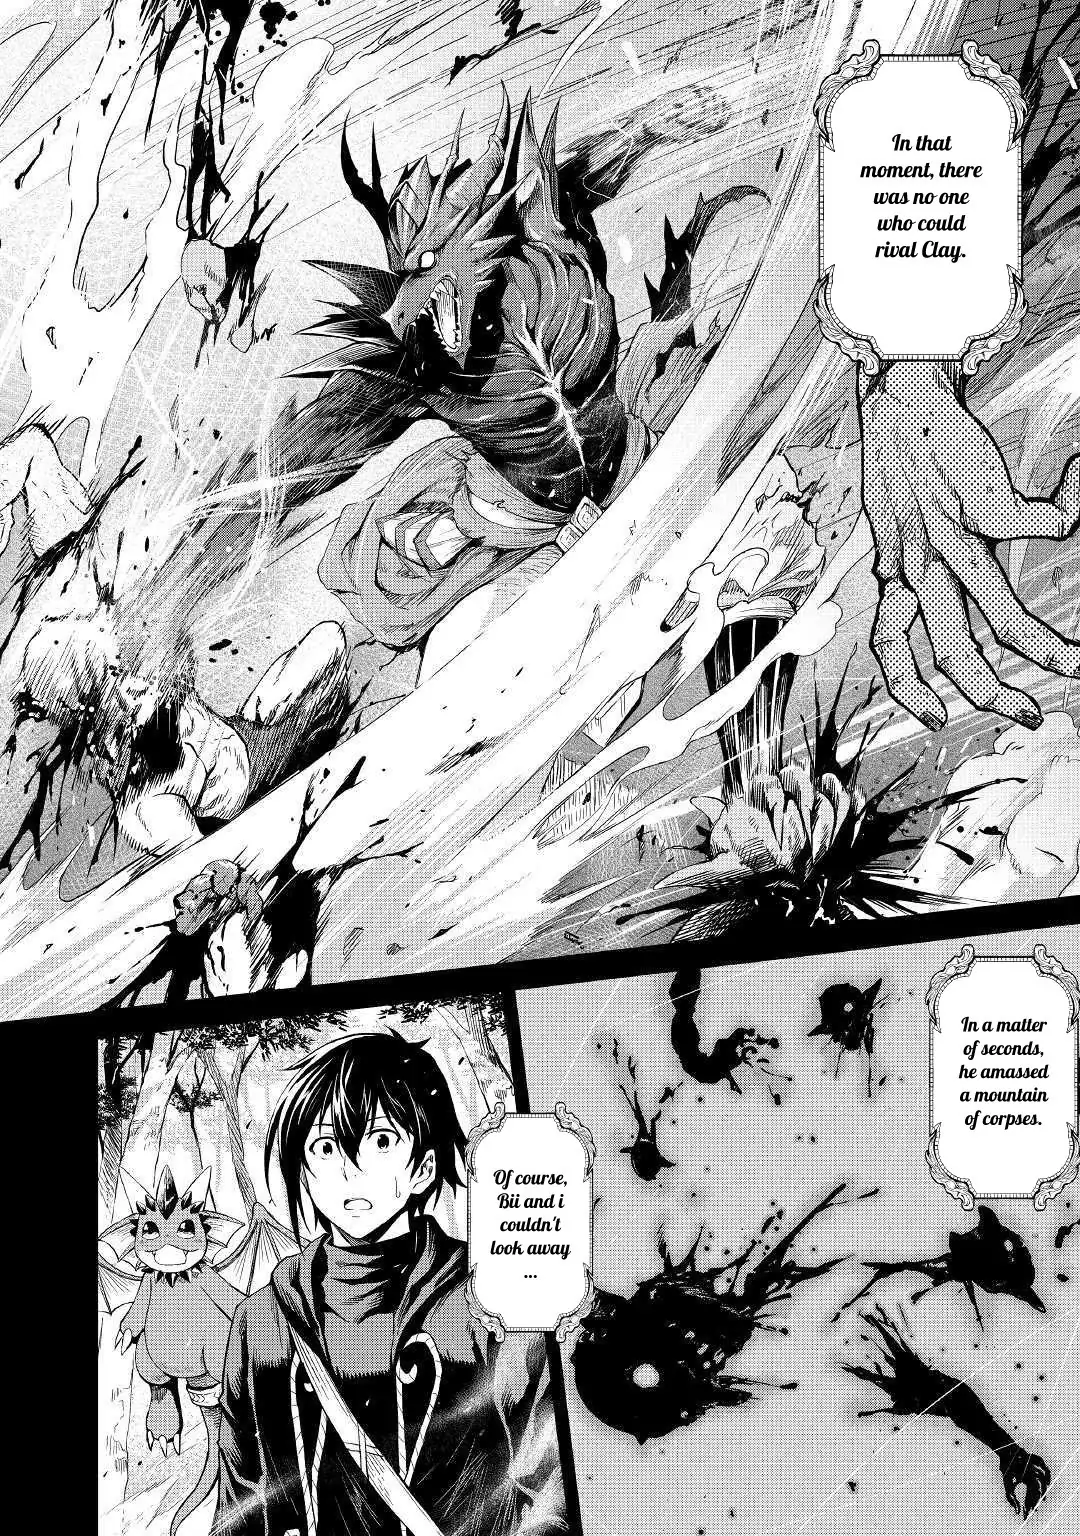 In that
moment, there
was no one
who could
rival Clay.
In a matter
of seconds,
he amassed
a mountain
of corpses.
Of course,
Bii and i
couldn't
look away
...